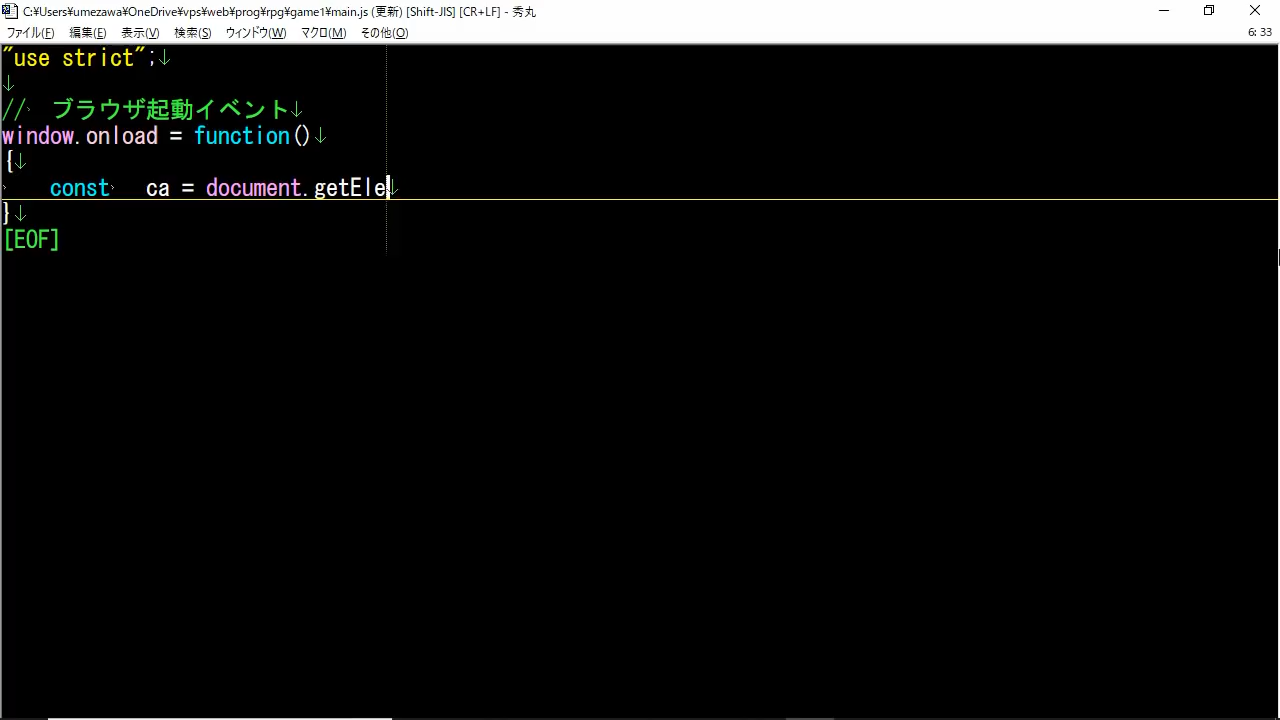 C:¥Users¥umezawa¥OneDrive¥vps¥web¥prog¥rpg¥game1¥main.js (更新) [Shift-JIS] [CR+LF] - 秀丸
ファイル(F) 編集(E) 表示(V) 検索(S) ウィンドウ(W) マクロ(M) その他(O) 6: 33
"use strict";↓
↓
// ブラウザ起動イベント↓
window.onload = function()↓
{↓
const ca = document.getEle↓
}↓
[EOF]